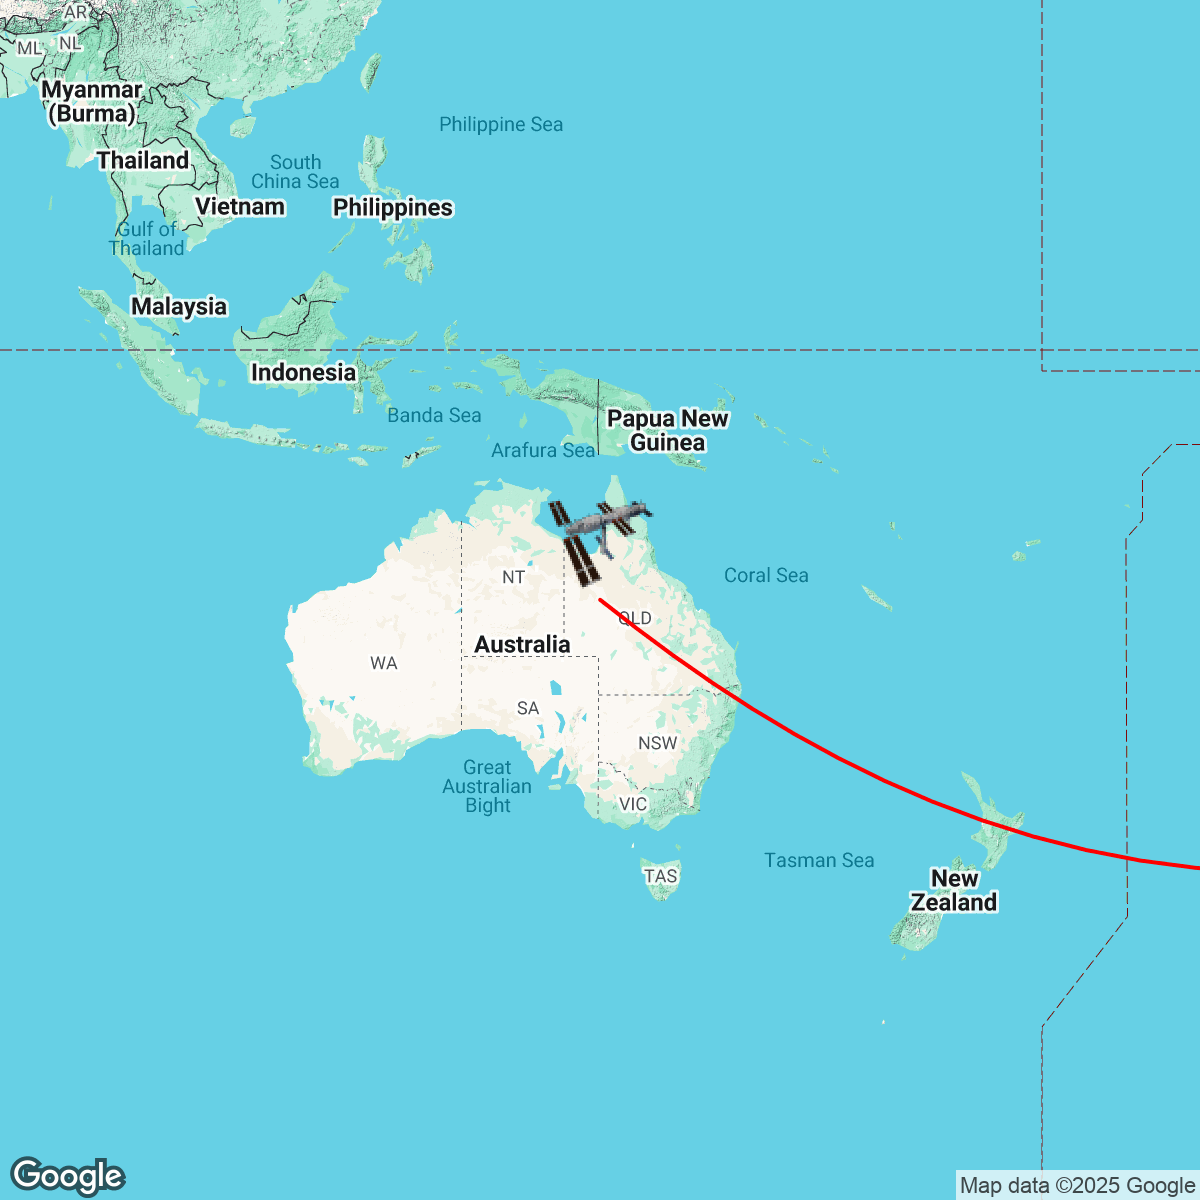 AR
ML
NL
Myanmar
(Burma)
Philippine Sea
Thailand
South
China Sea
Vietnam
Philippines
Gulf of
Thailand
Malaysia
Indonesia
Banda Sea
Papua New
Guinea
Arafura Sea
NT
Coral Sea
QLD
Australia
WA
SA
NSW
Great
Australian
Bight
VIC
Tasman Sea
TAS
New
Zealand
Google
Map data ©2025 Google